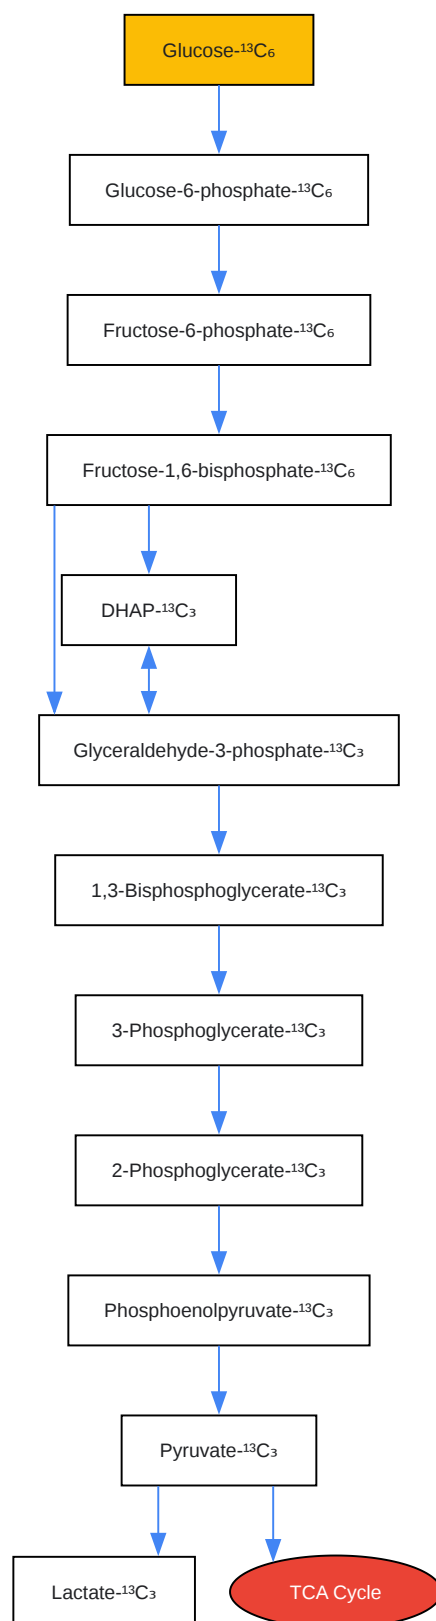 Glucose-¹³C₆
Glucose-6-phosphate-¹³C₆
Fructose-6-phosphate-¹³C₆
Fructose-1,6-bisphosphate-¹³C₆
DHAP-¹³C₃
Glyceraldehyde-3-phosphate-¹³C₃
1,3-Bisphosphoglycerate-¹³C₃
3-Phosphoglycerate-¹³C₃
2-Phosphoglycerate-¹³C₃
Phosphoenolpyruvate-¹³C₃
Pyruvate-¹³C₃
Lactate-¹³C₃
TCA Cycle